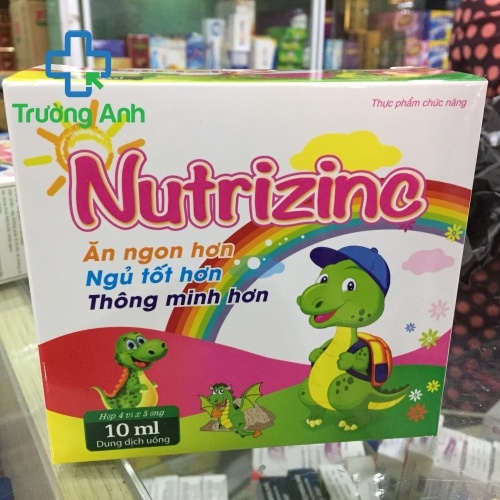 Trường Anh
Thực phẩm chức năng
Nutrizinc
Ăn ngon hơn
Ngủ tốt hơn
Thông minh hơn
Hộp 4 vỉ x 5 ống
10 ml
Dung dịch uống